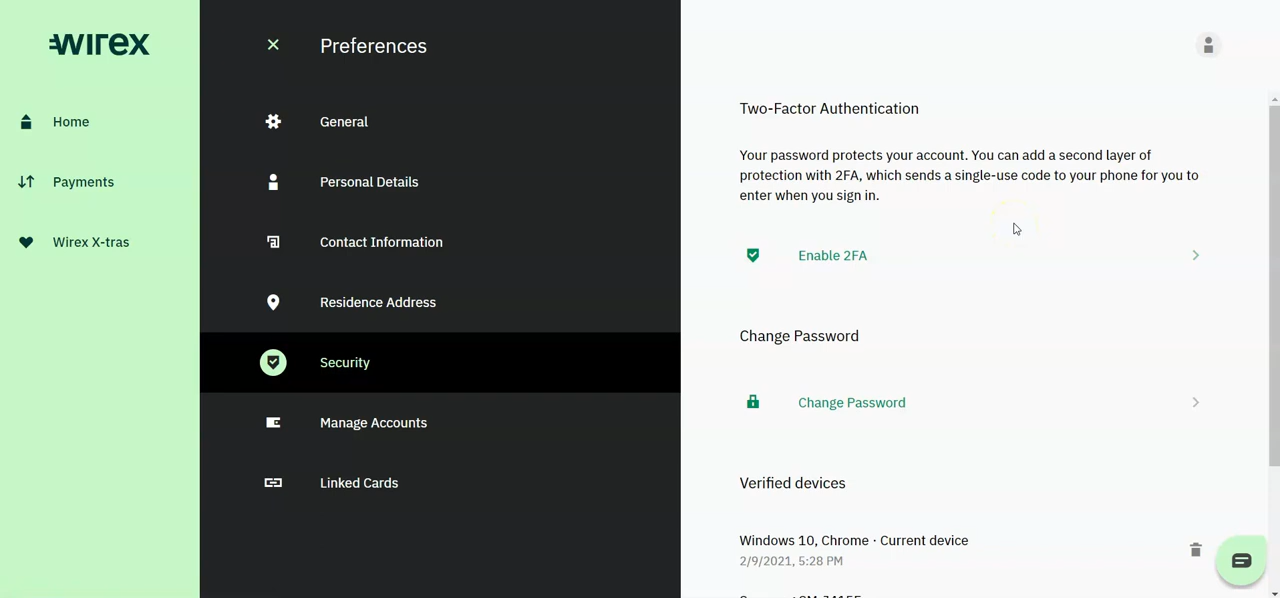 wirex
Home
Payments
Wirex X-tras
Preferences
General
Personal Details
Contact Information
Residence Address
Security
Manage Accounts
Linked Cards
Two-Factor Authentication
Your password protects your account. You can add a second layer of
protection with 2FA, which sends a single-use code to your phone for you to
enter when you sign in.
Enable 2FA
Change Password
Change Password
Verified devices
Windows 10, Chrome · Current device
2/9/2021, 5:28 PM